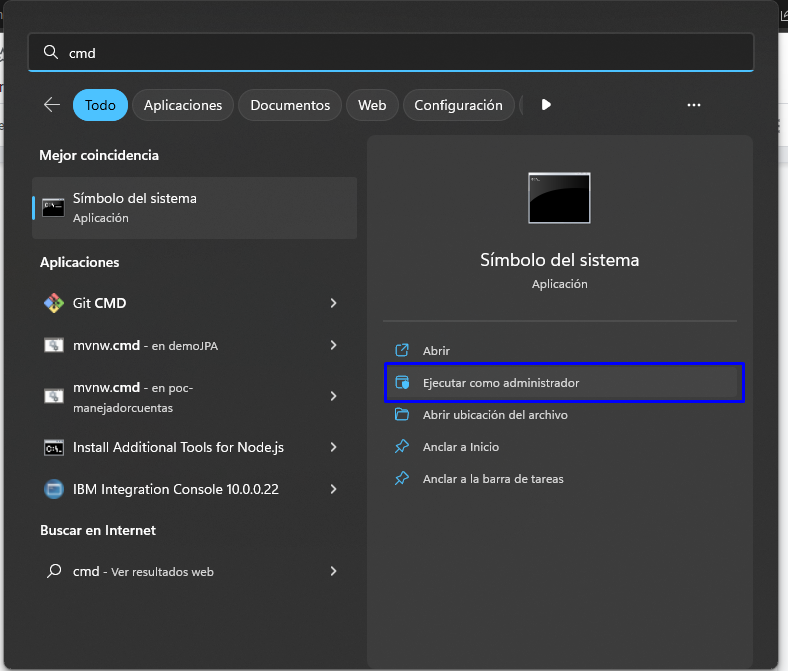 cmd
Todo
Aplicaciones
Documentos
Web
Configuración
Mejor coincidencia
Símbolo del sistema
Aplicación
Aplicaciones
Git CMD
mvnw.cmd - en demoJPA
mvnw.cmd - en poc-
manejadorcuentas
Install Additional Tools for Node.js
IBM Integration Console 10.0.0.22
Buscar en Internet
cmd - Ver resultados web
Símbolo del sistema
Aplicación
Abrir
Ejecutar como administrador
Abrir ubicación del archivo
Anclar a Inicio
Anclar a la barra de tareas